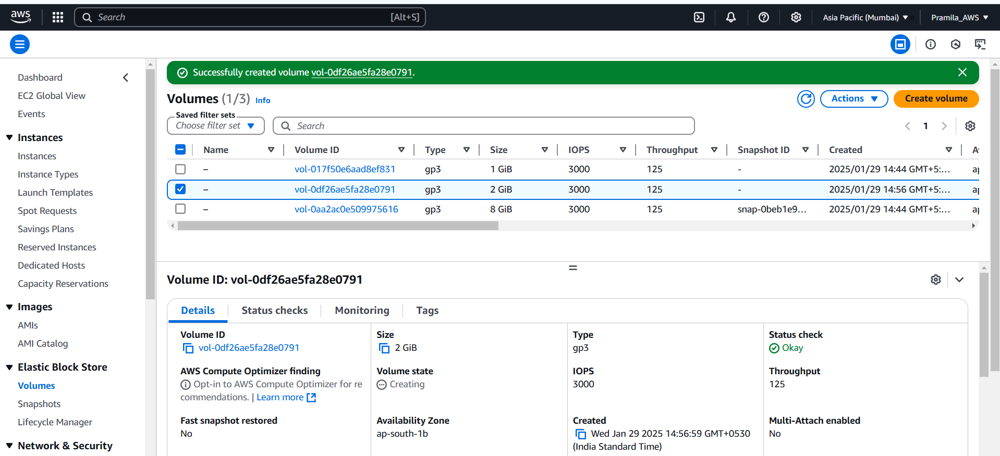 aws
Search [Alt+S]
Asia Pacific (Mumbai)
Pramila_AWS
Dashboard
EC2 Global View
Events
Instances
Instances
Instance Types
Launch Templates
Spot Requests
Savings Plans
Reserved Instances
Dedicated Hosts
Capacity Reservations
Images
AMIs
AMI Catalog
Elastic Block Store
Volumes
Snapshots
Lifecycle Manager
Network & Security
Successfully created volume vol-0df26ae5fa28e0791.
Volumes (1/3) Info
Actions
Create volume
Saved filter sets
Choose filter set
Search
1
Name Volume ID Type Size IOPS Throughput Snapshot ID Created
– vol-017f50e6aad8ef831 gp3 1 GiB 3000 125 - 2025/01/29 14:44 GMT+5:...
– vol-0df26ae5fa28e0791 gp3 2 GiB 3000 125 - 2025/01/29 14:56 GMT+5:...
– vol-0aa2ac0e509975616 gp3 8 GiB 3000 125 snap-0beb1e9... 2025/01/29 14:44 GMT+5:...
Volume ID: vol-0df26ae5fa28e0791
Details Status checks Monitoring Tags
Volume ID
vol-0df26ae5fa28e0791
Size
2 GiB
Type
gp3
Status check
Okay
AWS Compute Optimizer finding
Opt-in to AWS Compute Optimizer for re
commendations. | Learn more
Volume state
Creating
IOPS
3000
Throughput
125
Fast snapshot restored
No
Availability Zone
ap-south-1b
Created
Wed Jan 29 2025 14:56:59 GMT+0530
(India Standard Time)
Multi-Attach enabled
No